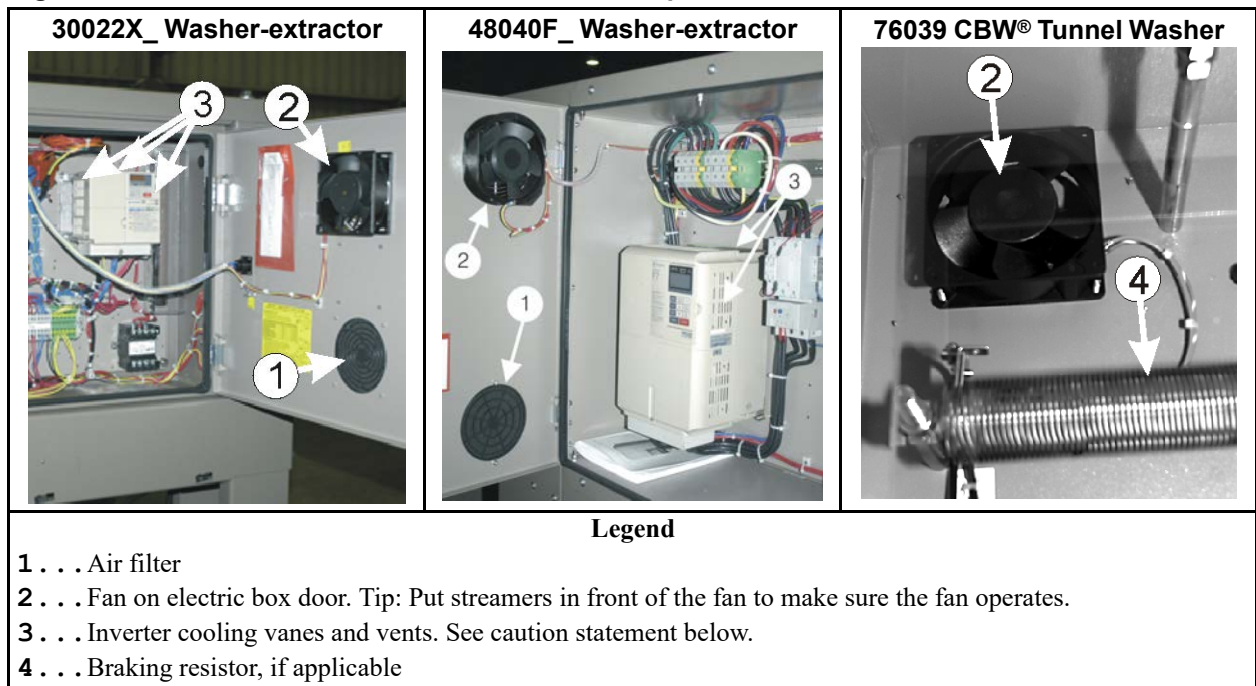 30022X_ Washer-extractor
48040F_ Washer-extractor
76039 CBW® Tunnel Washer
3
2
1
3
2
1
2
4
Legend
1...Air filter
2...Fan on electric box door. Tip: Put streamers in front of the fan to make sure the fan operates.
3...Inverter cooling vanes and vents. See caution statement below.
4...Braking resistor, if applicable